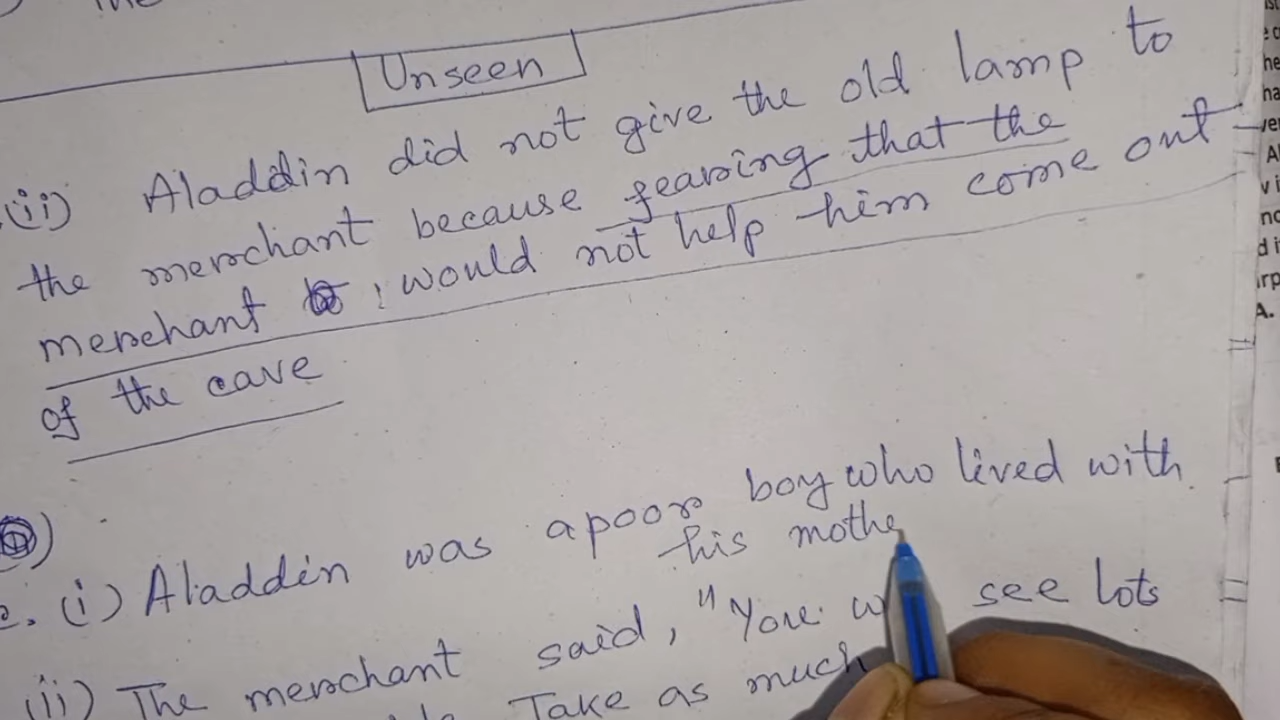 Unseen
(ii) Aladdin did not give the old lamp to
the merchant because fearing that the
merchant would not help him come out
of the cave
2. (i) Aladdin was a poor boy who lived with
his mothe
(ii) The merchant said, "You see lots
Take as much